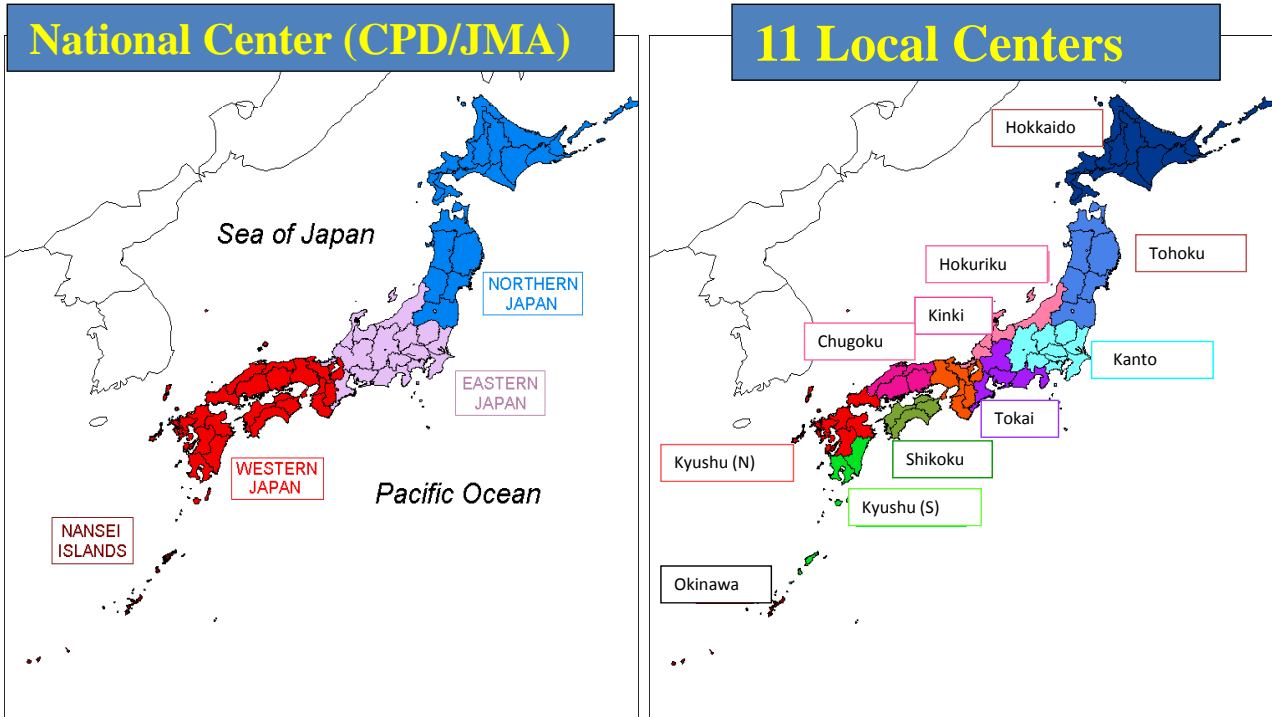 National Center (CPD/JMA)
Sea of Japan
NORTHERN
JAPAN
EASTERN
JAPAN
WESTERN
JAPAN
Pacific Ocean
NANSEI
ISLANDS
11 Local Centers
Hokkaido
Tohoku
Hokuriku
Kinki
Chugoku
Kanto
Tokai
Shikoku
Kyushu (N)
Kyushu (S)
Okinawa